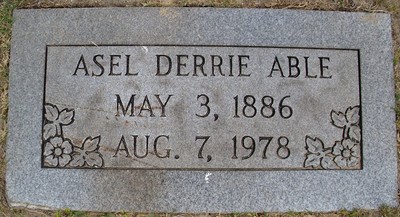 ASEL DERRIE ABLE
MAY 3, 1886
AUG. 7, 1978